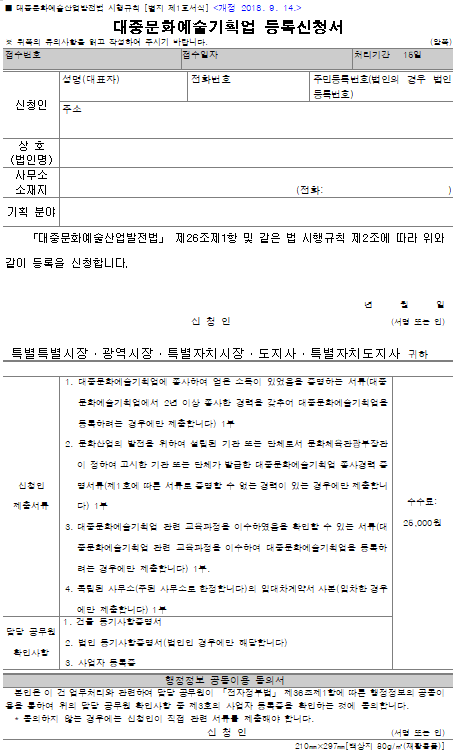 ■ 대중문화예술산업발전법 시행규칙 [별지 제1호서식] <개정 2018. 9. 14.>
대중문화예술기획업 등록신청서
※ 뒤쪽의 유의사항을 읽고 작성하여 주시기 바랍니다. (앞쪽)
접수번호 접수일자 처리기간 15일
신청인
성명(대표자) 전화번호 주민등록번호(법인의 경우 법인
등록번호)
주소
상 호
(법인명)
사무소
소재지
(전화: )
기획 분야
「대중문화예술산업발전법」 제26조제1항 및 같은 법 시행규칙 제2조에 따라 위와
같이 등록을 신청합니다.
년 월 일
신 청 인 (서명 또는 인)
특별특별시장ㆍ광역시장ㆍ특별자치시장ㆍ도지사ㆍ특별자치도지사 귀하
신청인
제출서류
1. 대중문화예술기획업에 종사하여 얻은 소득이 있었음을 증명하는 서류(대중
문화예술기획업에서 2년 이상 종사한 경력을 갖추어 대중문화예술기획업을
등록하려는 경우에만 제출합니다) 1부
2. 문화산업의 발전을 위하여 설립된 기관 또는 단체로서 문화체육관광부장관
이 정하여 고시한 기관 또는 단체가 발급한 대중문화예술기획업 종사경력 증
명서류(제1호에 따른 서류로 증명할 수 없는 경력이 있는 경우에만 제출합니
다) 1부
3. 대중문화예술기획업 관련 교육과정을 이수하였음을 확인할 수 있는 서류(대
중문화예술기획업 관련 교육과정을 이수하여 대중문화예술기획업을 등록하
려는 경우에만 제출합니다) 1부.
4. 독립된 사무소(주된 사무소로 한정합니다)의 임대차계약서 사본(임차한 경우
에만 제출합니다) 1부
수수료:
25,000원
담당 공무원
확인사항
1. 건물 등기사항증명서
2. 법인 등기사항증명서(법인인 경우에만 해당합니다)
3. 사업자 등록증
행정정보 공동이용 동의서
본인은 이 건 업무처리와 관련하여 담당 공무원이 「전자정부법」 제36조제1항에 따른 행정정보의 공동이
용을 통하여 위의 담당 공무원 확인사항 중 제3호의 사업자 등록증을 확인하는 것에 동의합니다.
* 동의하지 않는 경우에는 신청인이 직접 관련 서류를 제출해야 합니다.
신 청 인 (서명 또는 인)
210㎜×297㎜[백상지 80g/㎡(재활용품)]